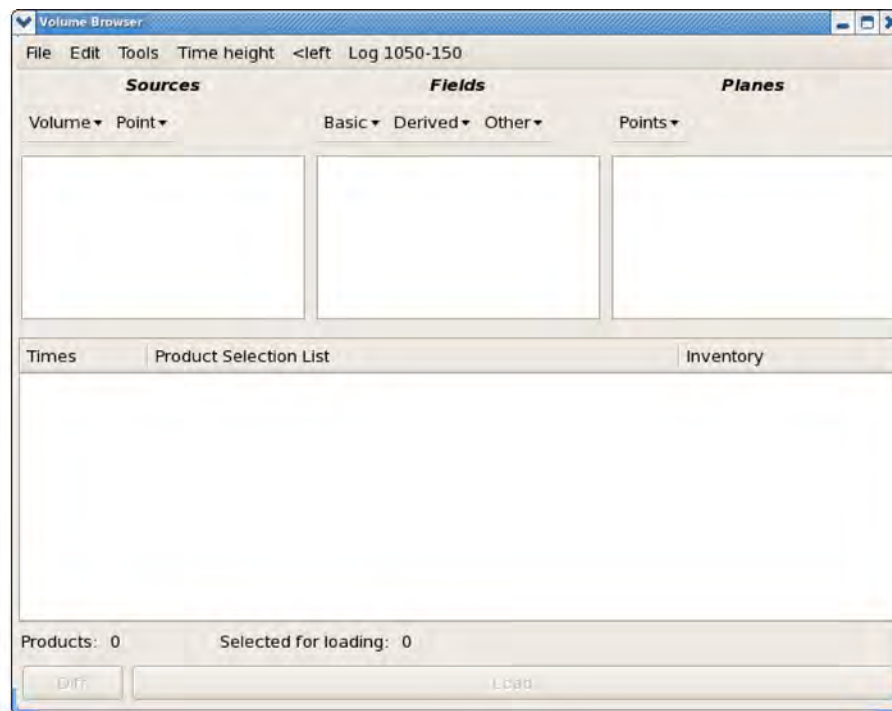 Volume Browser
File Edit Tools Time height <left Log 1050-150
Sources Fields Planes
Volume Point Basic Derived Other Points
Times Product Selection List Inventory
Products: 0 Selected for loading: 0
Diff Load